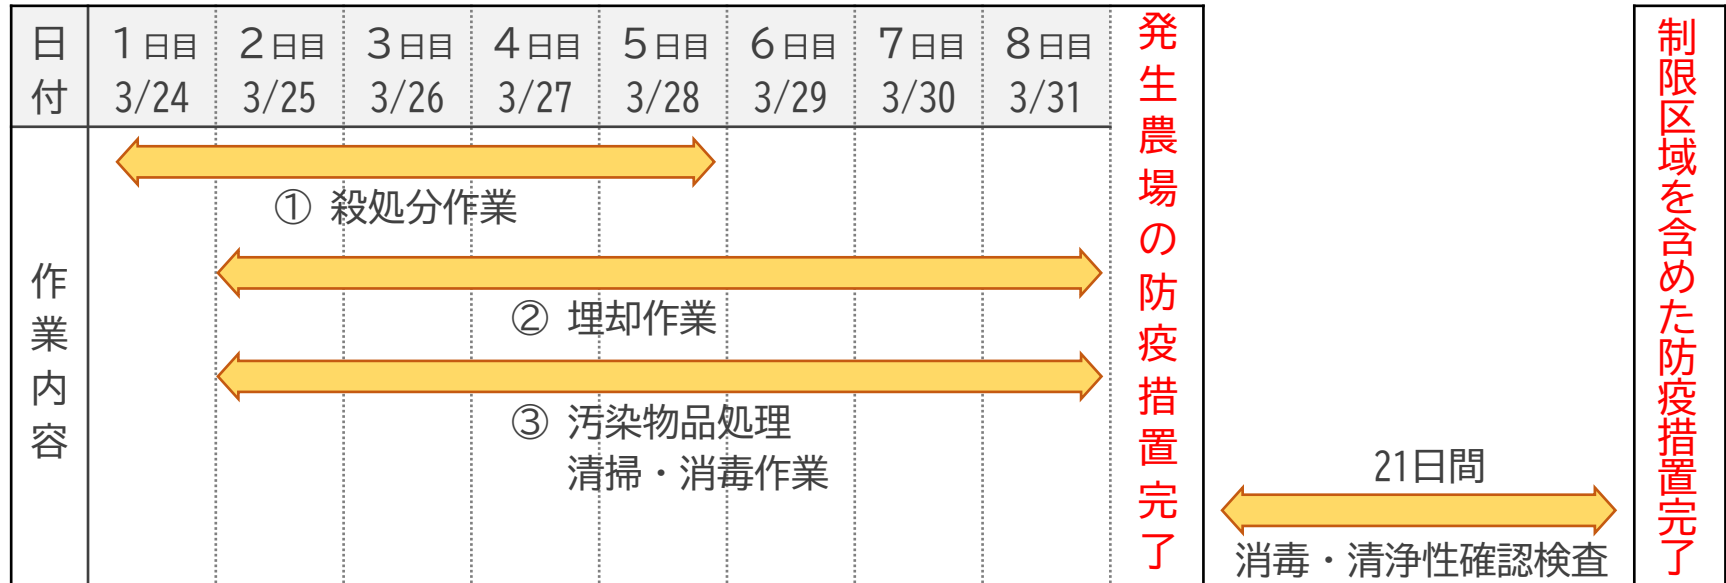 日付
1日目 2日目 3日目 4日目 5日目 6日目 7日目 8日目
3/24 3/25 3/26 3/27 3/28 3/29 3/30 3/31
作業内容
① 殺処分作業
② 埋却作業
③ 汚染物品処理
清掃・消毒作業
発生農場の防疫措置完了
21日間
消毒・清浄性確認検査
制限区域を含めた防疫措置完了